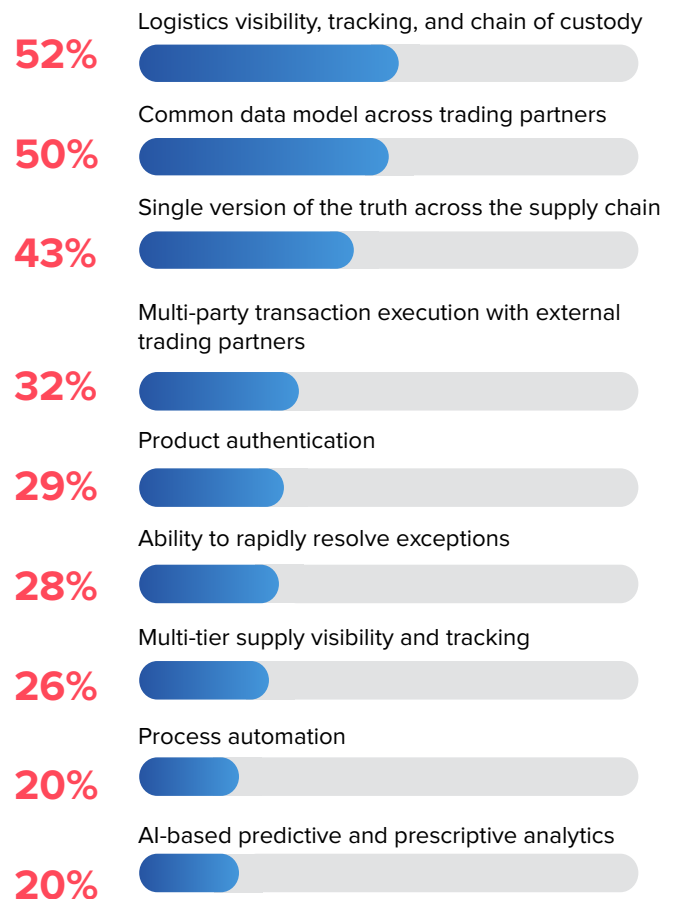 Logistics visibility, tracking, and chain of custody
52%
Common data model across trading partners
50%
Single version of the truth across the supply chain
43%
Multi-party transaction execution with external
trading partners
32%
Product authentication
29%
Ability to rapidly resolve exceptions
28%
Multi-tier supply visibility and tracking
26%
Process automation
20%
AI-based predictive and prescriptive analytics
20%